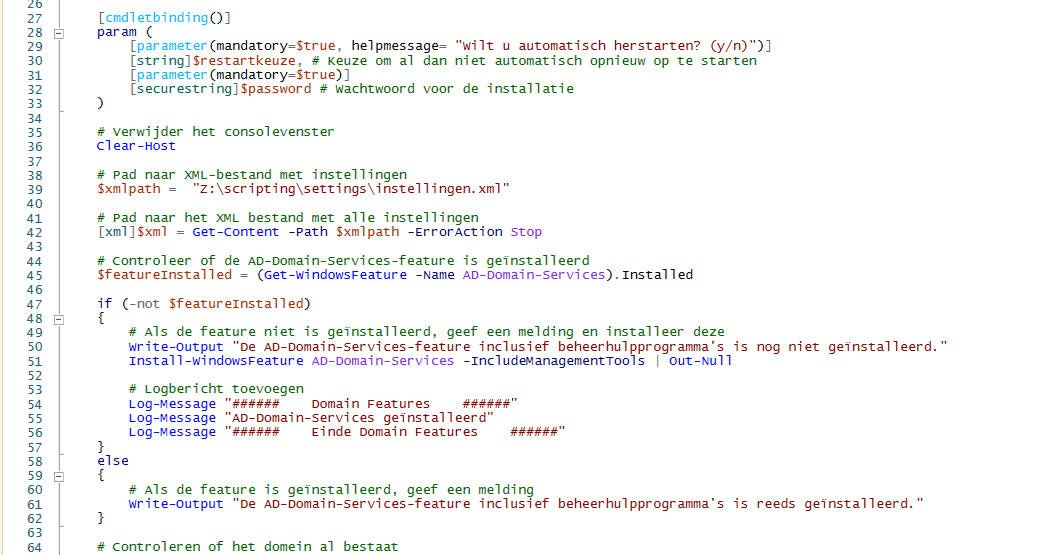 26
27 [cmdletbinding()]
28 param (
29 [parameter(mandatory=$true, helpmessage= "Wilt u automatisch herstarten? (y/n)")]
30 [string]$restartkeuze, # Keuze om al dan niet automatisch opnieuw op te starten
31 [parameter(mandatory=$true)]
32 [securestring]$password # Wachtwoord voor de installatie
33 )
34
35 # Verwijder het consolevenster
36 Clear-Host
37
38 # Pad naar XML-bestand met instellingen
39 $xmlpath = "Z:\scripting\settings\instellingen.xml"
40
41 # Pad naar het XML bestand met alle instellingen
42 [xml]$xml = Get-Content -Path $xmlpath -ErrorAction Stop
43
44 # Controleer of de AD-Domain-Services-feature is geïnstalleerd
45 $featureInstalled = (Get-WindowsFeature -Name AD-Domain-Services).Installed
46
47 if (-not $featureInstalled)
48 {
49 # Als de feature niet is geïnstalleerd, geef een melding en installeer deze
50 Write-Output "De AD-Domain-Services-feature inclusief beheerhulpprogramma's is nog niet geïnstalleerd."
51 Install-WindowsFeature AD-Domain-Services -IncludeManagementTools | Out-Null
52
53 # Logbericht toevoegen
54 Log-Message "###### Domain Features ######"
55 Log-Message "AD-Domain-Services geïnstalleerd"
56 Log-Message "###### Einde Domain Features ######"
57 }
58 else
59 {
60 # Als de feature is geïnstalleerd, geef een melding
61 Write-Output "De AD-Domain-Services-feature inclusief beheerhulpprogramma's is reeds geïnstalleerd."
62 }
63
64 # Controleren of het domein al bestaat